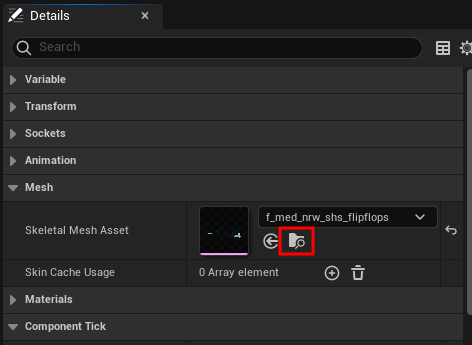 Details
Search
Variable
Transform
Sockets
Animation
Mesh
Skeletal Mesh Asset
f_med_nrw_shs_flipflops
Skin Cache Usage
0 Array element
Materials
Component Tick